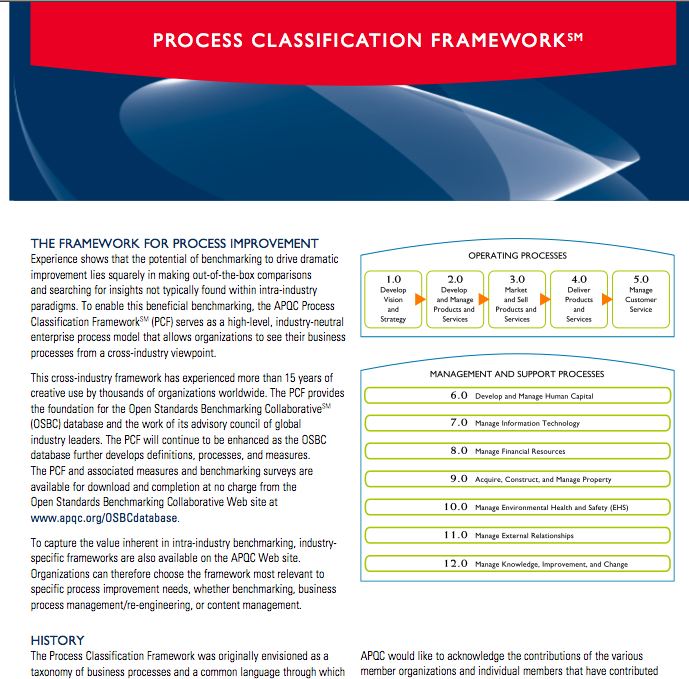 PROCESS CLASSIFICATION FRAMEWORK℠
THE FRAMEWORK FOR PROCESS IMPROVEMENT
Experience shows that the potential of benchmarking to drive dramatic
improvement lies squarely in making out-of-the-box comparisons
and searching for insights not typically found within intra-industry
paradigms. To enable this beneficial benchmarking, the APQC Process
Classification Framework℠ (PCF) serves as a high-level, industry-neutral
enterprise process model that allows organizations to see their business
processes from a cross-industry viewpoint.
This cross-industry framework has experienced more than 15 years of
creative use by thousands of organizations worldwide. The PCF provides
the foundation for the Open Standards Benchmarking Collaborative℠
(OSBC) database and the work of its advisory council of global
industry leaders. The PCF will continue to be enhanced as the OSBC
database further develops definitions, processes, and measures.
The PCF and associated measures and benchmarking surveys are
available for download and completion at no charge from the
Open Standards Benchmarking Collaborative Web site at
www.apqc.org/OSBCdatabase.
To capture the value inherent in intra-industry benchmarking, industry-
specific frameworks are also available on the APQC Web site.
Organizations can therefore choose the framework most relevant to
specific process improvement needs, whether benchmarking, business
process management/re-engineering, or content management.
OPERATING PROCESSES
1.0
Develop
Vision
and
Strategy
2.0
Develop
and Manage
Products and
Services
3.0
Market
and Sell
Products and
Services
4.0
Deliver
Products
and
Services
5.0
Manage
Customer
Service
MANAGEMENT AND SUPPORT PROCESSES
6.0 Develop and Manage Human Capital
7.0 Manage Information Technology
8.0 Manage Financial Resources
9.0 Acquire, Construct, and Manage Property
10.0 Manage Environmental Health and Safety (EHS)
11.0 Manage External Relationships
12.0 Manage Knowledge, Improvement, and Change
HISTORY
The Process Classification Framework was originally envisioned as a
taxonomy of business processes and a common language through which
APQC would like to acknowledge the contributions of the various
member organizations and individual members that have contributed